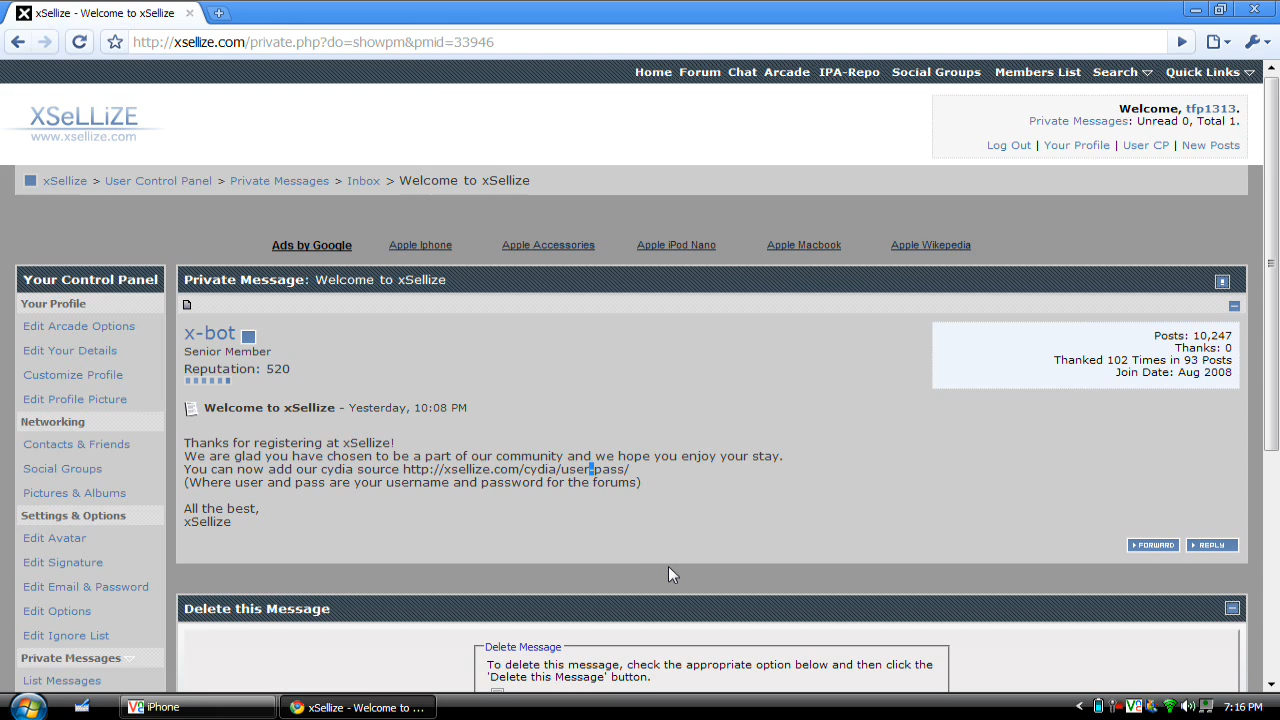 xSellize - Welcome to xSellize
http://xsellize.com/private.php?do=showpm&pmid=33946
Home Forum Chat Arcade IPA-Repo Social Groups Members List Search Quick Links
XSeLLiZE
www.xsellize.com
Welcome, tfp1313.
Private Messages: Unread 0, Total 1.
Log Out | Your Profile | User CP | New Posts
xSellize > User Control Panel > Private Messages > Inbox > Welcome to xSellize
Ads by Google Apple Iphone Apple Accessories Apple iPod Nano Apple Macbook Apple Wikepedia
Your Control Panel
Your Profile
Edit Arcade Options
Edit Your Details
Customize Profile
Edit Profile Picture
Networking
Contacts & Friends
Social Groups
Pictures & Albums
Settings & Options
Edit Avatar
Edit Signature
Edit Email & Password
Edit Options
Edit Ignore List
Private Messages
List Messages
Private Message: Welcome to xSellize
x-bot
Senior Member
Reputation: 520
Posts: 10,247
Thanks: 0
Thanked 102 Times in 93 Posts
Join Date: Aug 2008
Welcome to xSellize - Yesterday, 10:08 PM
Thanks for registering at xSellize!
We are glad you have chosen to be a part of our community and we hope you enjoy your stay.
You can now add our cydia source http://xsellize.com/cydia/user-pass/
(Where user and pass are your username and password for the forums)
All the best,
xSellize
FORWARD REPLY
Delete this Message
Delete Message
To delete this message, check the appropriate option below and then click the
'Delete this Message' button.
iPhone
xSellize - Welcome to ...
7:16 PM